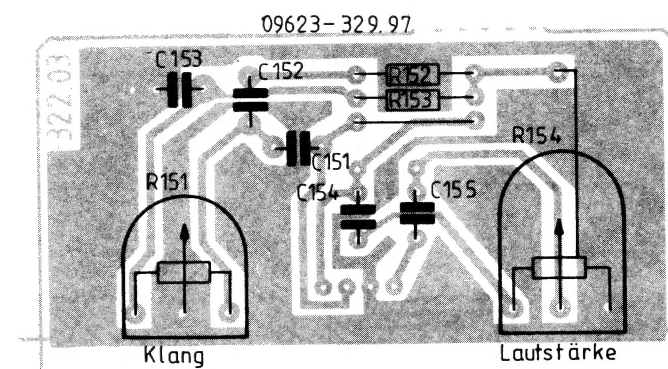 09623-329.97
322.03
C153
C152
R152
R153
R154
C151
R151
C154
C155
Klang
Lautstärke